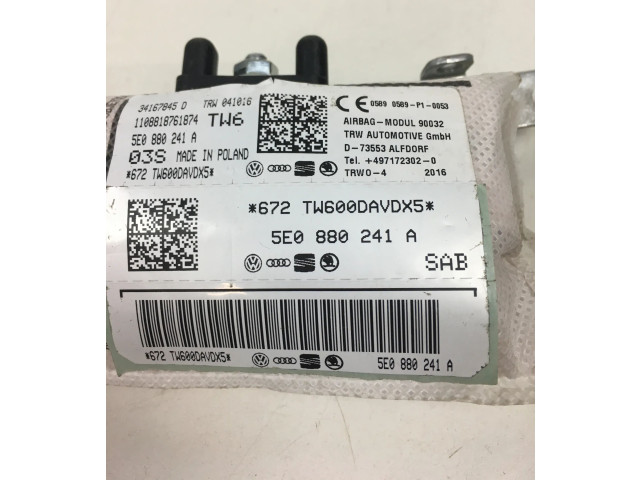 34167845 D TRW 041016
1108818761874 TW6
5E0 880 241 A
03S MADE IN POLAND
*672 TW600DAVDX5*
CE 0589 0589-P1-0053
AIRBAG-MODUL 90032
TRW AUTOMOTIVE GmbH
D-73553 ALFDORF
Tel. +497172302-0
TRWO-4 2016
*672 TW600DAVDX5*
5E0 880 241 A
SAB
*672 TW600DAVDX5*
5E0 880 241 A